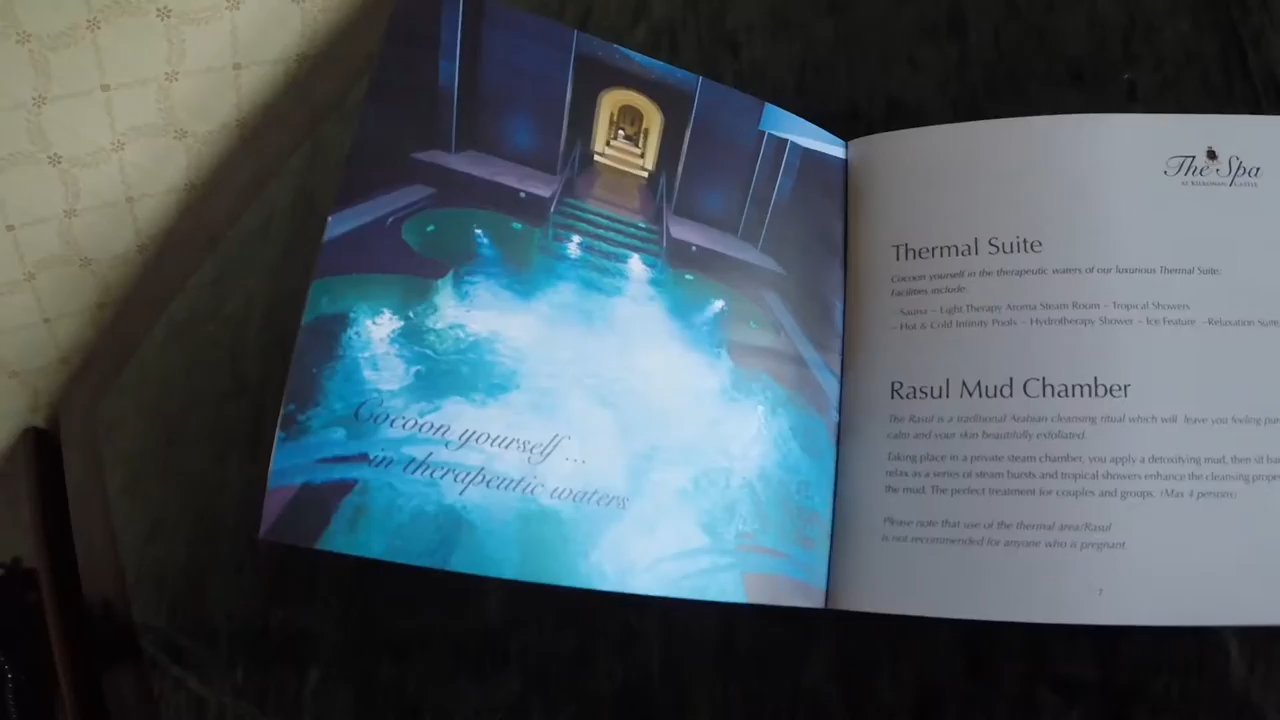 Cocoon yourself ...
in therapeutic waters
The Spa
Thermal Suite
Cocoon yourself in the therapeutic waters of our luxurious Thermal Suite.
Facilities include:
- Sauna – Light Therapy Aroma Steam Room – Tropical Showers
– Hot & Cold Infinity Pools – Hydrotherapy Shower – Ice Feature –Relaxation Suite
Rasul Mud Chamber
The Rasul is a traditional Arabian cleansing ritual which will leave you feeling
calm and your skin beautifully exfoliated.
Taking place in a private steam chamber, you apply a detoxifying mud, then sit
relax as a series of steam bursts and tropical showers enhance the cleansing
the mud. The perfect treatment for couples and groups. (Max 4 persons)
Please note that use of the thermal area/Rasul
is not recommended for anyone who is pregnant
7